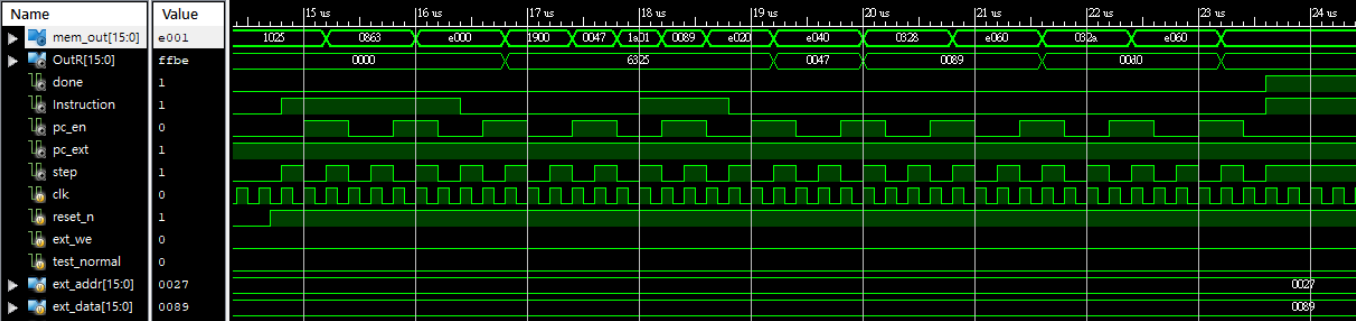 Name Value 15 us 16 us 17 us 18 us 19 us 20 us 21 us 22 us 23 us 24 us
mem_out[15:0] e001 1025 0863 e000 1900 0047 1e01 0089 e020 e040 0328 e060 032a e060
OutR[15:0] ffbe 0000 6325 0047 0089 00d0
done 1
Instruction 1
pc_en 0
pc_ext 1
step 1
clk 0
reset_n 1
ext_we 0
test_normal 0
ext_addr[15:0] 0027 0027
ext_data[15:0] 0089 0089